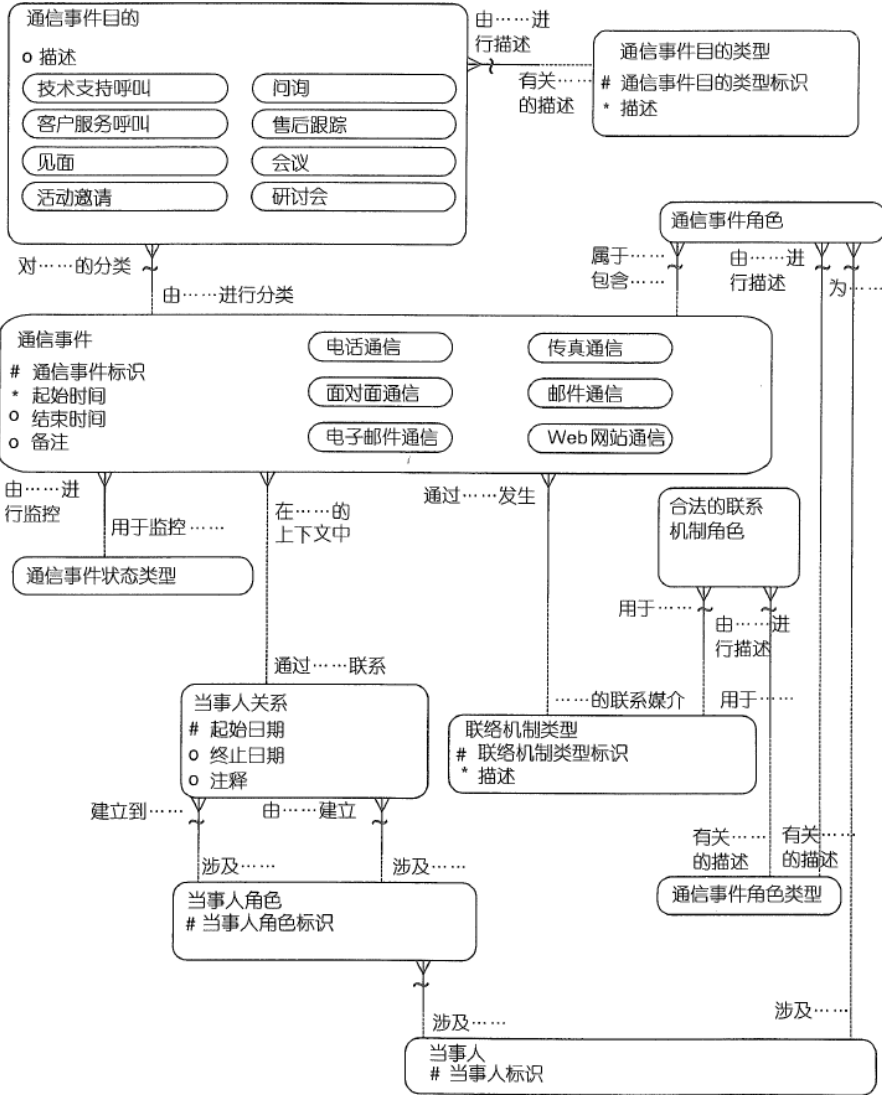 通信事件目的
o 描述
技术支持呼叫
问询
客户服务呼叫
售后跟踪
见面
会议
活动邀请
研讨会
由……进
行描述
有关……
的描述
通信事件目的类型
# 通信事件目的类型标识
* 描述
通信事件角色
对……的分类
由……进行分类
属于……
包含……
由……进
行描述
为……
通信事件
# 通信事件标识
* 起始时间
o 结束时间
o 备注
电话通信
传真通信
面对面通信
邮件通信
电子邮件通信
Web网站通信
由……进
行监控
用于监控……
在……的
上下文中
通过……发生
合法的联系
机制角色
通信事件状态类型
用于……
由……进
行描述
通过……联系
……的联系媒介
用于……
当事人关系
# 起始日期
o 终止日期
o 注释
联络机制类型
# 联络机制类型标识
* 描述
建立到……
由……建立
涉及……
涉及……
有关……
的描述
有关……
的描述
当事人角色
# 当事人角色标识
通信事件角色类型
涉及……
涉及……
当事人
# 当事人标识